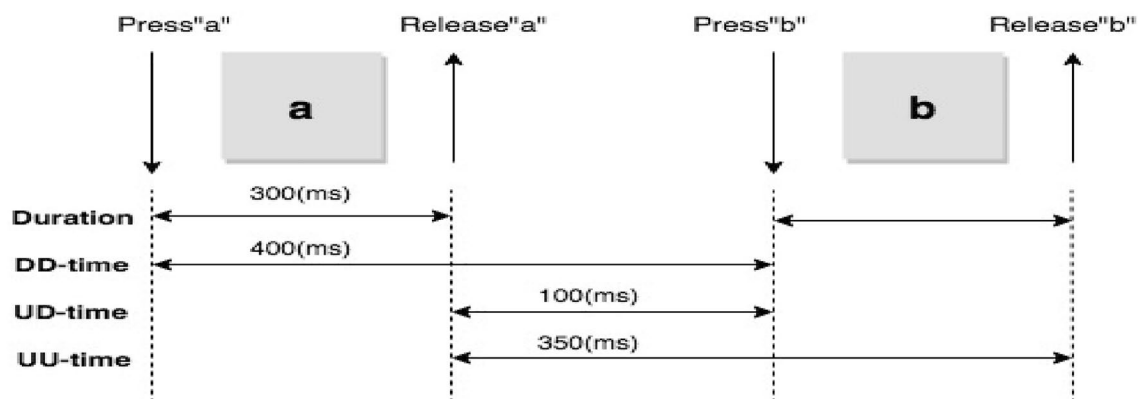 Press"a" Release"a" Press"b" Release"b"
a b
300(ms)
Duration
400(ms)
DD-time
100(ms)
UD-time
350(ms)
UU-time